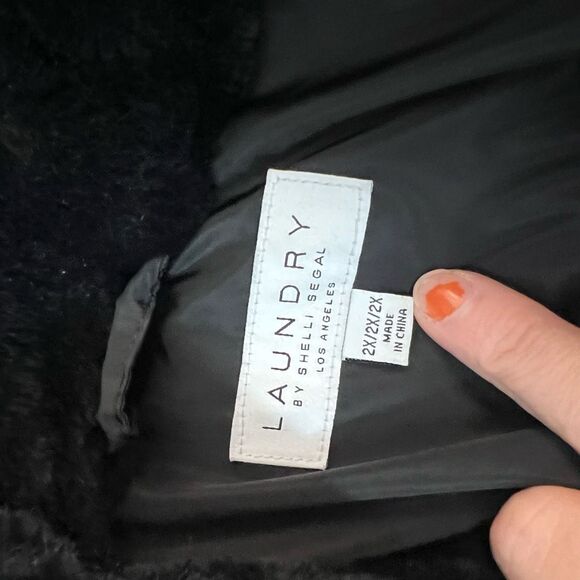 LAUNDRY
BY SHELLI SEGAL
LOS ANGELES
2X/2X/2X
MADE
IN CHINA